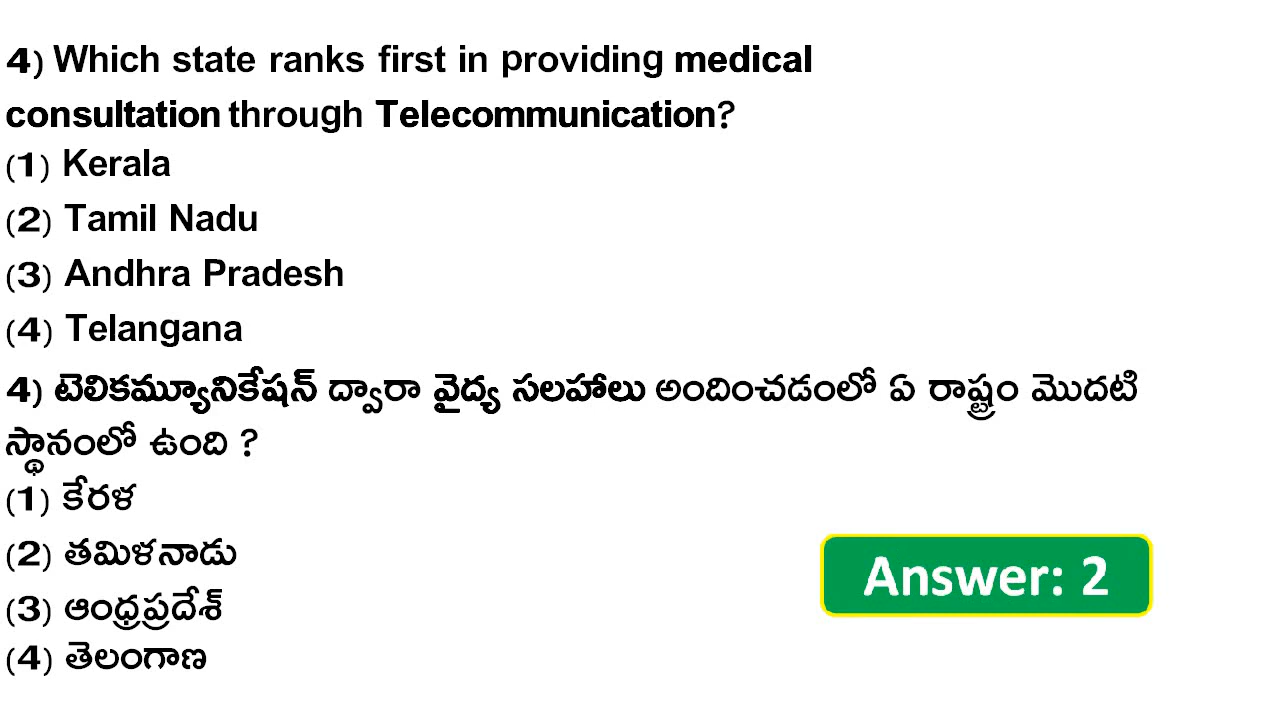 4) Which state ranks first in providing medical
consultation through Telecommunication?
(1) Kerala
(2) Tamil Nadu
(3) Andhra Pradesh
(4) Telangana
4) టెలికమ్యూనికేషన్ ద్వారా వైద్య సలహాలు అందించడంలో ఏ రాష్ట్రం మొదటి
స్థానంలో ఉంది ?
(1) కేరళ
(2) తమిళనాడు
(3) ఆంధ్రప్రదేశ్
(4) తెలంగాణ
Answer: 2